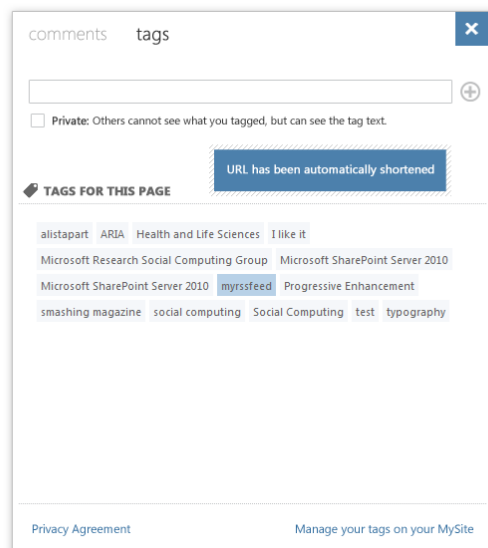 comments tags
Private: Others cannot see what you tagged, but can see the tag text.
URL has been automatically shortened
TAGS FOR THIS PAGE
alistapart ARIA Health and Life Sciences I like it
Microsoft Research Social Computing Group Microsoft SharePoint Server 2010
Microsoft SharePoint Server 2010 myrssfeed Progressive Enhancement
smashing magazine social computing Social Computing test typography
Privacy Agreement Manage your tags on your MySite